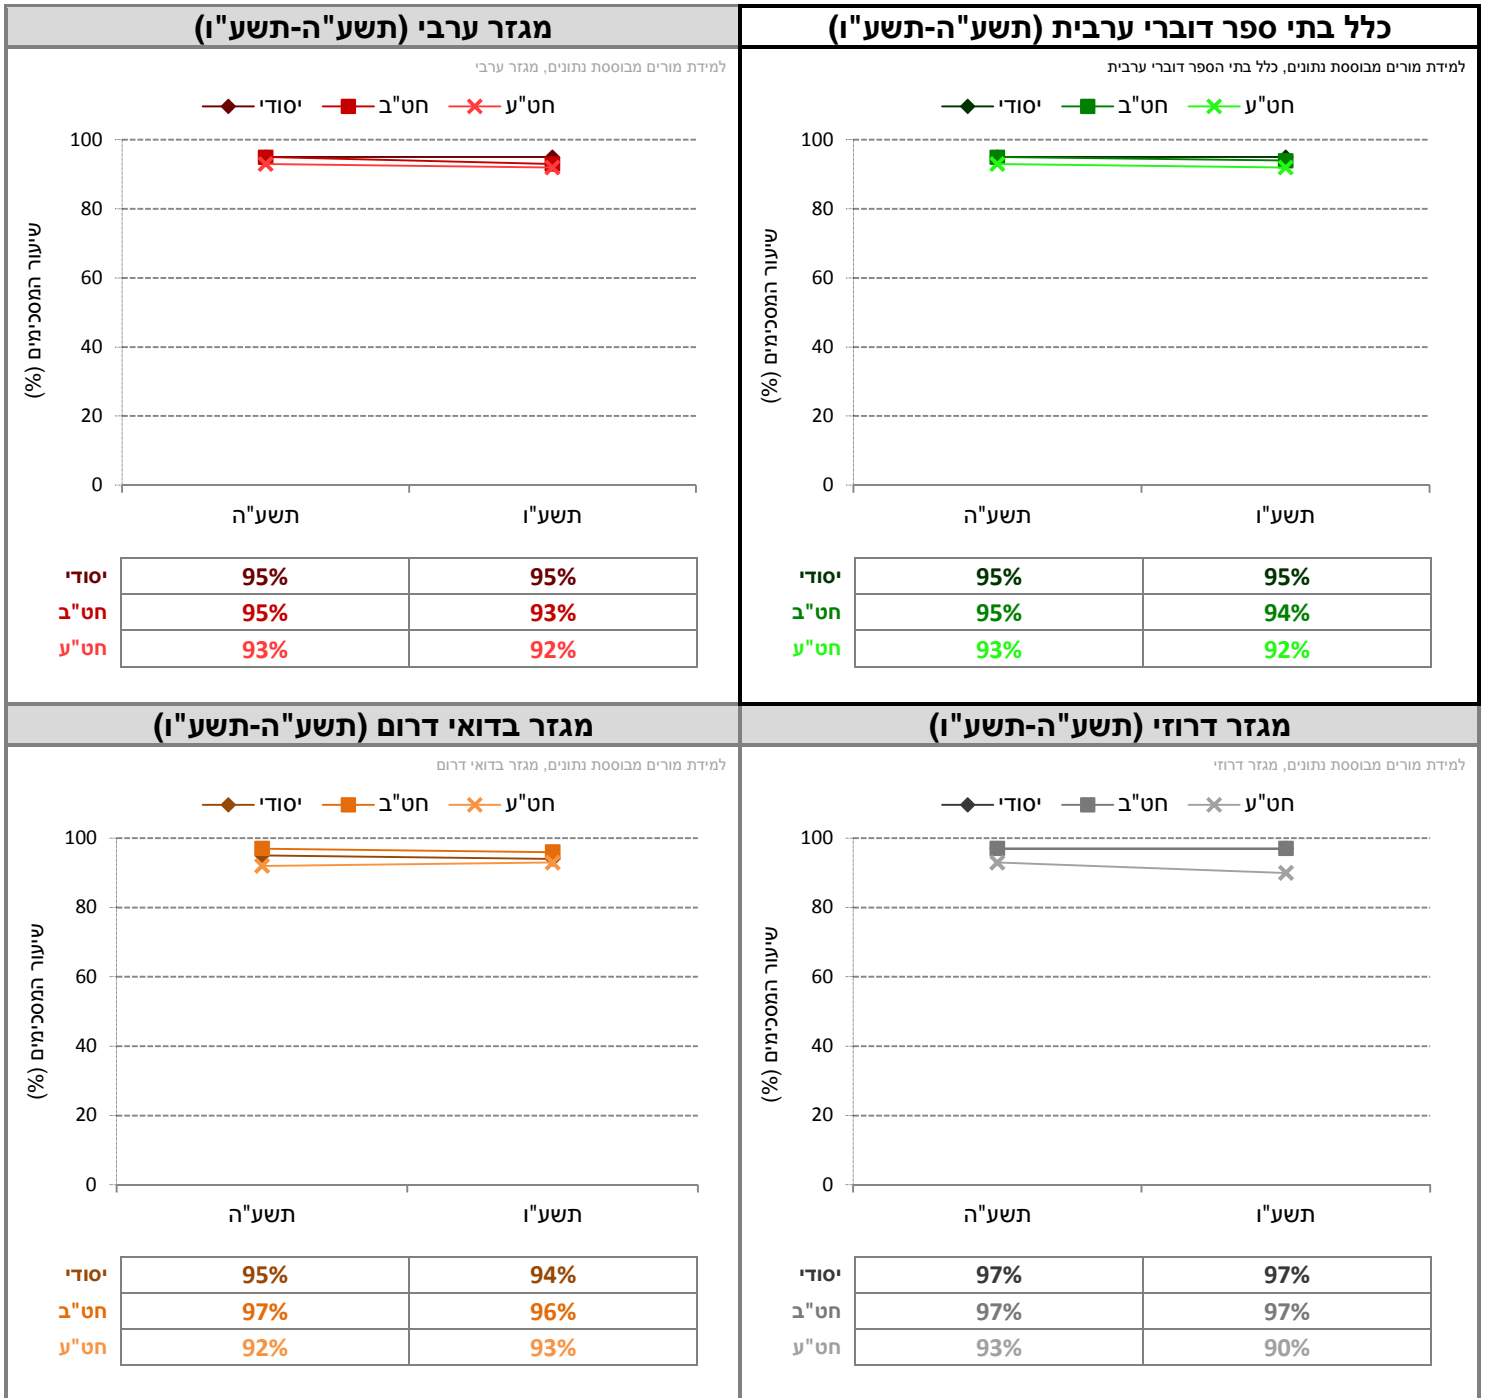 כלל בתי ספר דוברי ערבית (תשע"ה-תשע"ו)
למידת מורים מבוססת נתונים, כלל בתי הספר דוברי ערבית
יסודי חט"ב חט"ע
שיעור המסכימים (%)
100
80
60
40
20
0
תשע"ה תשע"ו
יסודי 95% 95%
חט"ב 95% 94%
חט"ע 93% 92%
מגזר ערבי (תשע"ה-תשע"ו)
למידת מורים מבוססת נתונים, מגזר ערבי
יסודי חט"ב חט"ע
שיעור המסכימים (%)
100
80
60
40
20
0
תשע"ה תשע"ו
יסודי 95% 95%
חט"ב 95% 93%
חט"ע 93% 92%
מגזר דרוזי (תשע"ה-תשע"ו)
למידת מורים מבוססת נתונים, מגזר דרוזי
יסודי חט"ב חט"ע
שיעור המסכימים (%)
100
80
60
40
20
0
תשע"ה תשע"ו
יסודי 97% 97%
חט"ב 97% 97%
חט"ע 93% 90%
מגזר בדואי דרום (תשע"ה-תשע"ו)
למידת מורים מבוססת נתונים, מגזר בדואי דרום
יסודי חט"ב חט"ע
שיעור המסכימים (%)
100
80
60
40
20
0
תשע"ה תשע"ו
יסודי 95% 94%
חט"ב 97% 96%
חט"ע 92% 93%